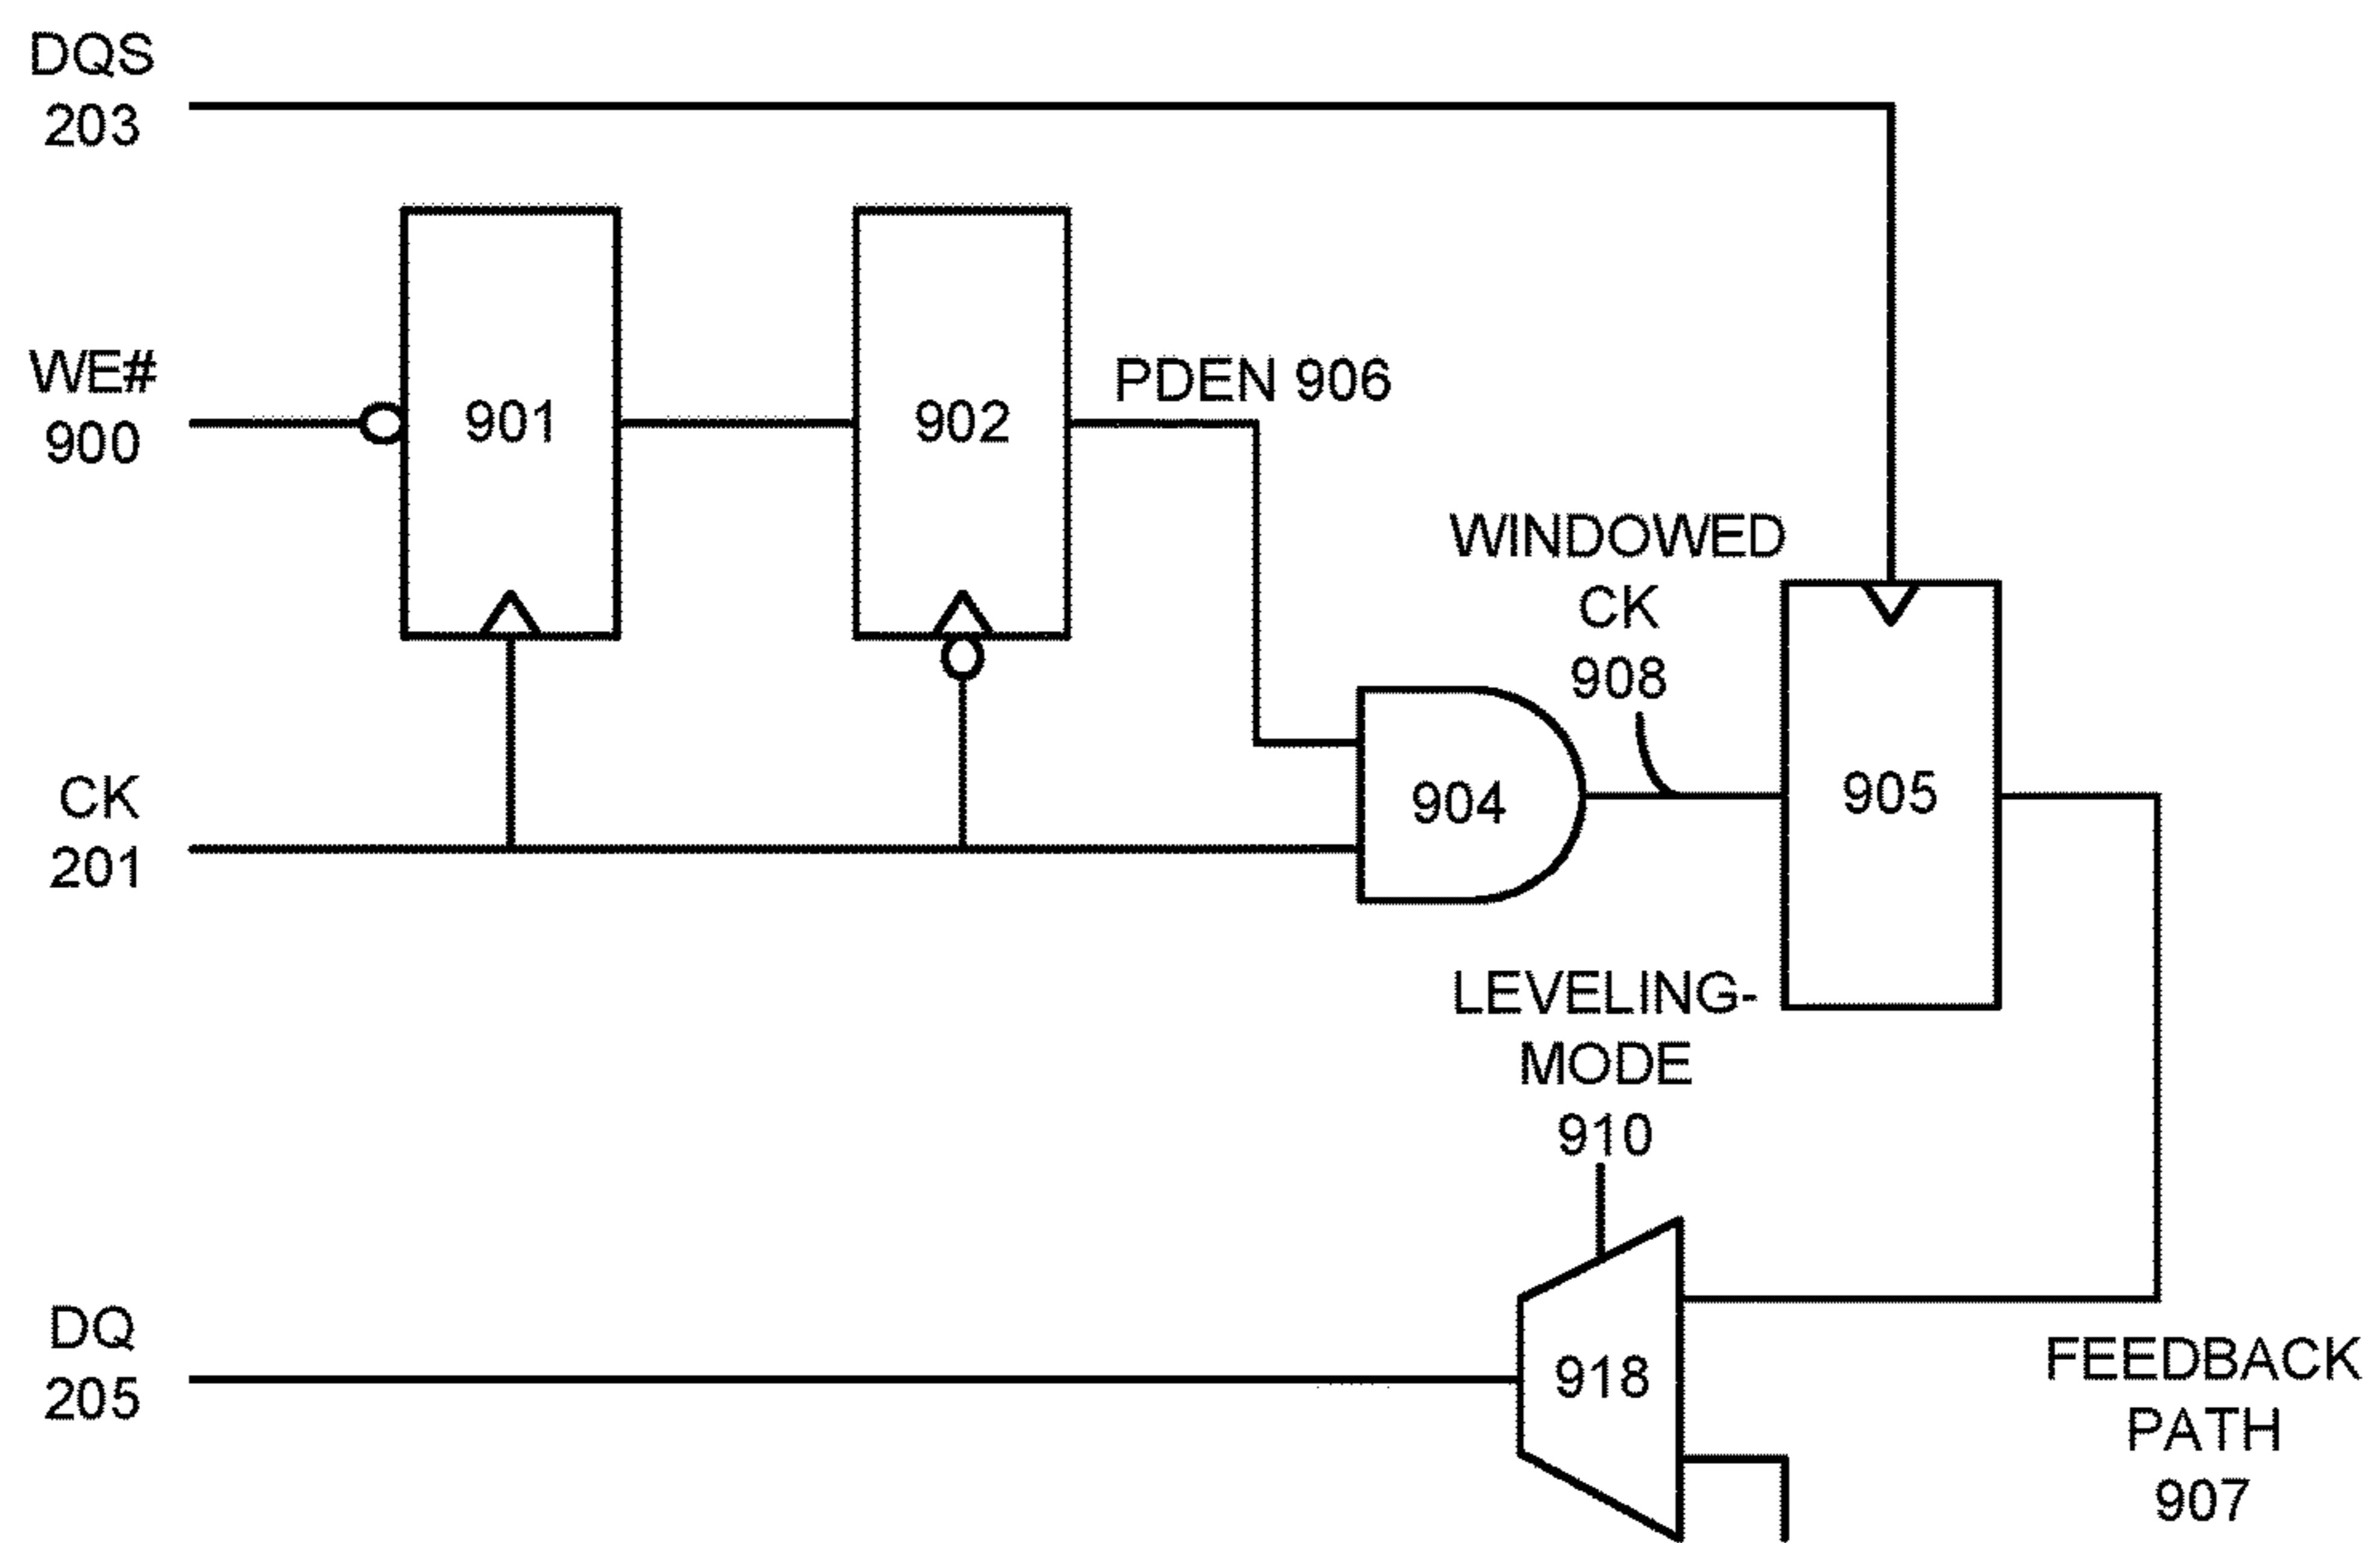 DQS
203
WE#
900
901
902
PDEN 906
WINDOWED
CK
908
CK
201
904
905
LEVELING-
MODE
910
DQ
205
918
FEEDBACK
PATH
907